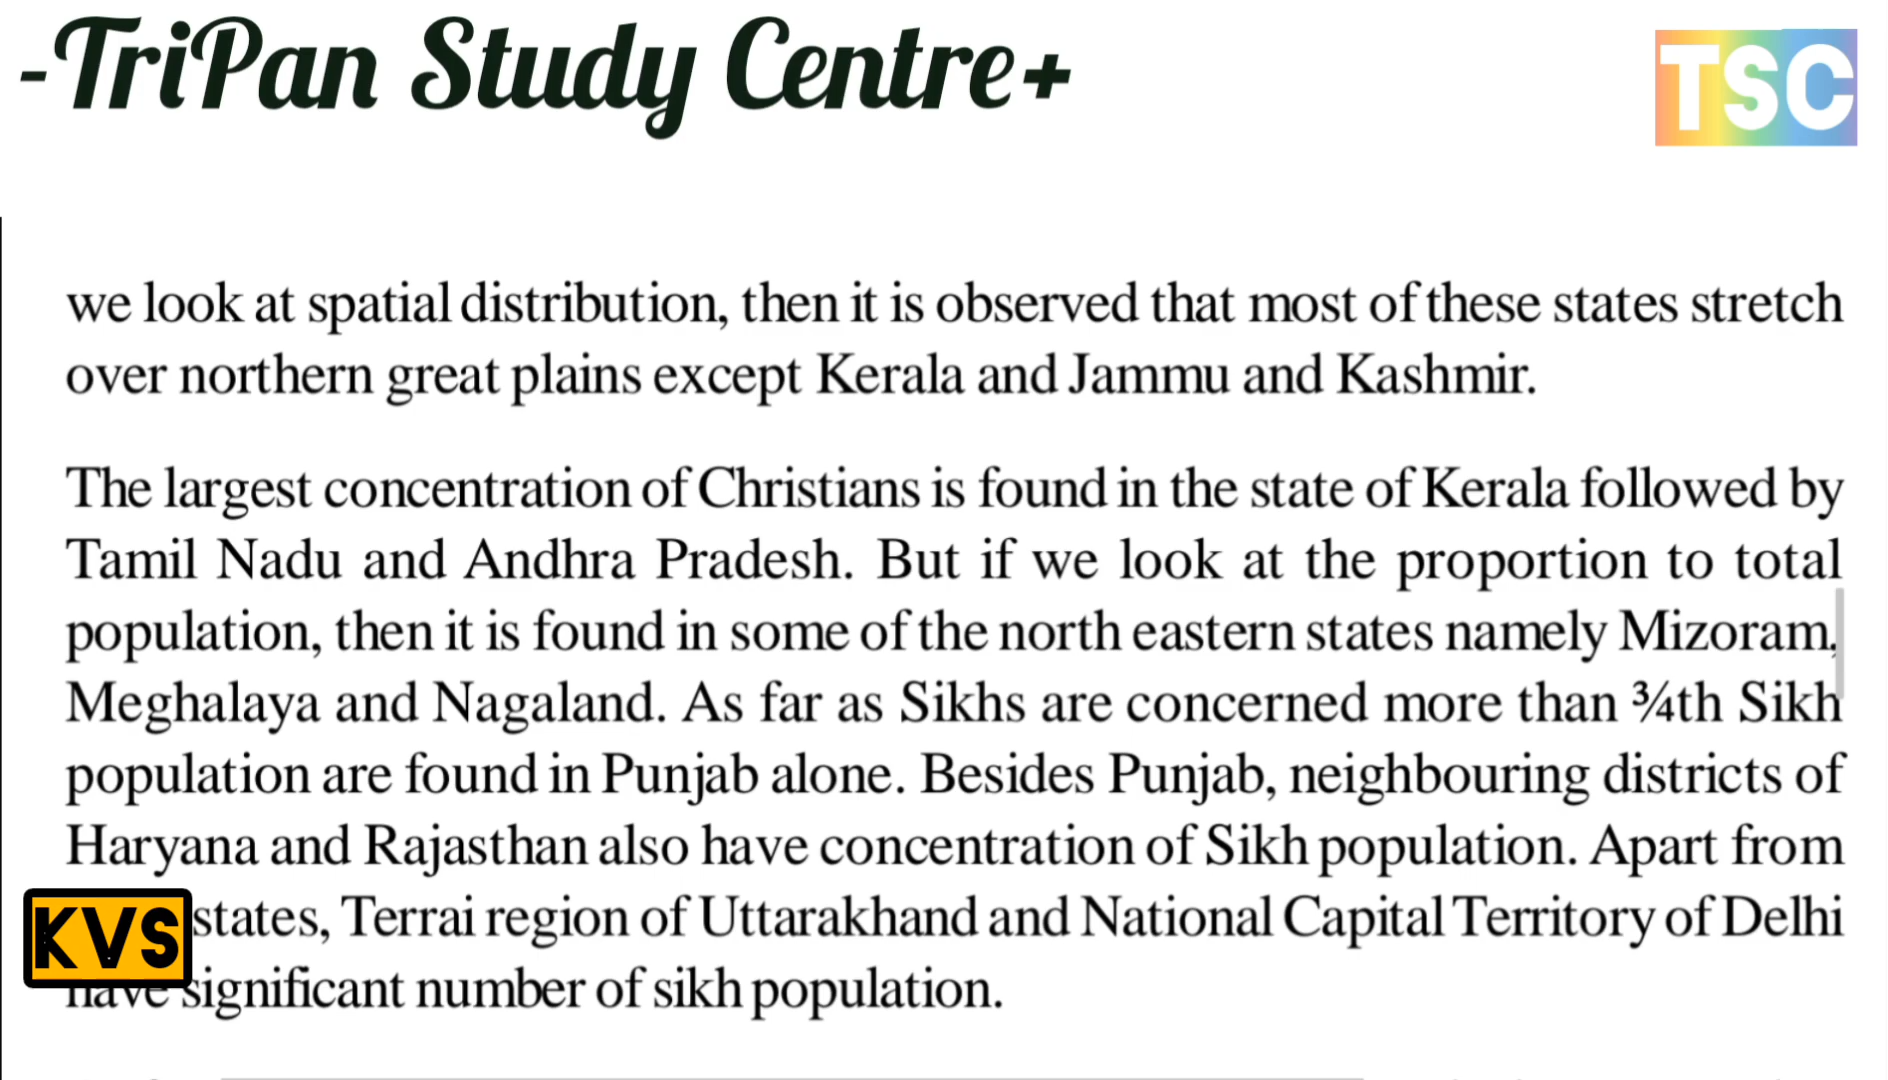 -TriPan Study Centre+
TSC
we look at spatial distribution, then it is observed that most of these states stretch
over northern great plains except Kerala and Jammu and Kashmir.
The largest concentration of Christians is found in the state of Kerala followed by
Tamil Nadu and Andhra Pradesh. But if we look at the proportion to total
population, then it is found in some of the north eastern states namely Mizoram,
Meghalaya and Nagaland. As far as Sikhs are concerned more than ¾th Sikh
population are found in Punjab alone. Besides Punjab, neighbouring districts of
Haryana and Rajasthan also have concentration of Sikh population. Apart from
KVS states, Terrai region of Uttarakhand and National Capital Territory of Delhi
have significant number of sikh population.